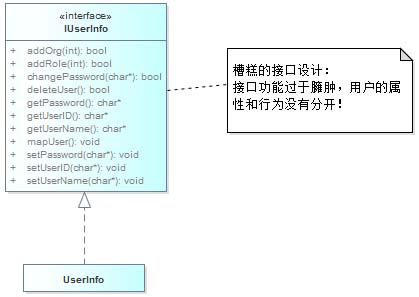 «interface»
IUserInfo
+ addOrg(int): bool
+ addRole(int): bool
+ changePassword(char*): bool
+ deleteUser(): bool
+ getPassword(): char*
+ getUserID(): char*
+ getUserName(): char*
+ mapUser(): void
+ setPassword(char*): void
+ setUserID(char*): void
+ setUserName(char*): void
槽糕的接口设计：
接口功能过于臃肿，用户的属
性和行为没有分开！
UserInfo